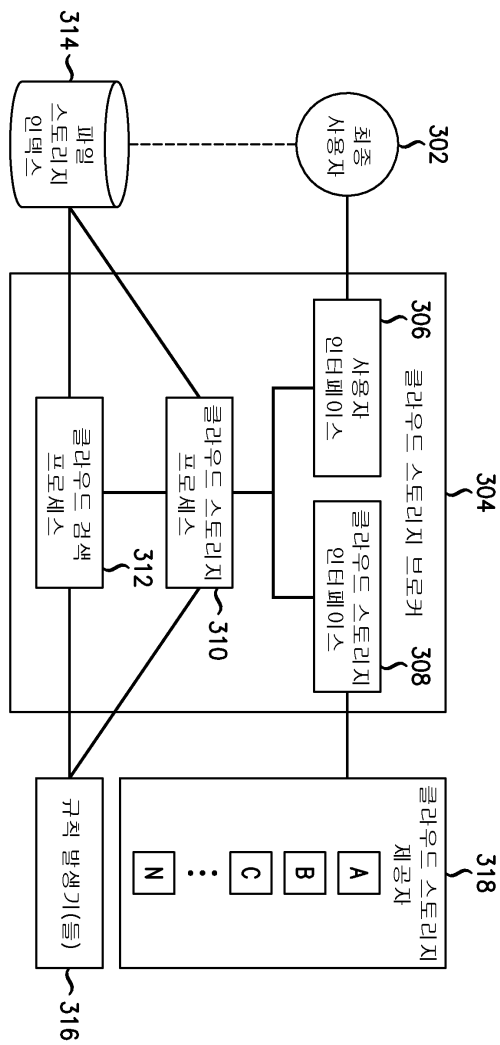 302
최종
사용자
304
클라우드 스토리지 브로커
306
사용자
인터페이스
클라우드 스토리지
인터페이스
308
318
클라우드 스토리지
제공자
A
B
C
...
N
314
파일
스토리지
인덱스
클라우드 스토리지
프로세스
310
클라우드 검색
프로세스
312
규칙 발생기(들)
316